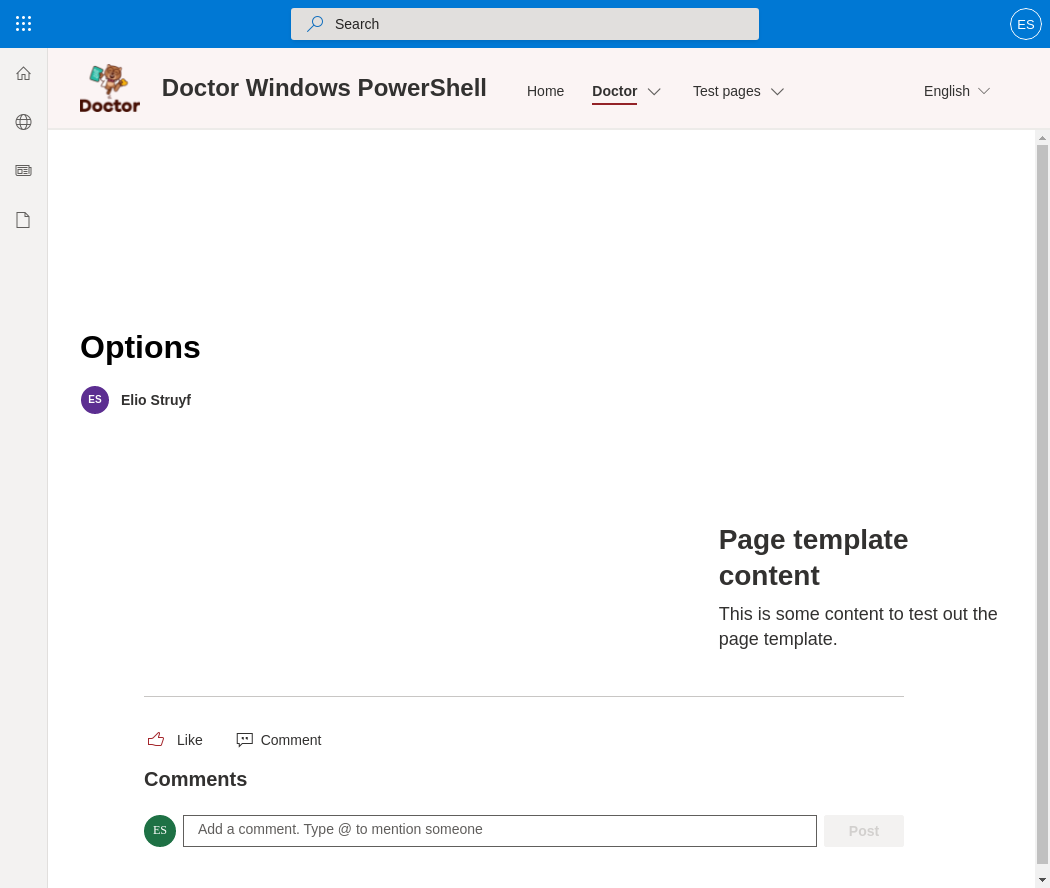 Search
ES
Doctor
Doctor Windows PowerShell
Home
Doctor
Test pages
English
Options
ES
Elio Struyf
Page template
content
This is some content to test out the
page template.
Like
Comment
Comments
ES
Add a comment. Type @ to mention someone
Post